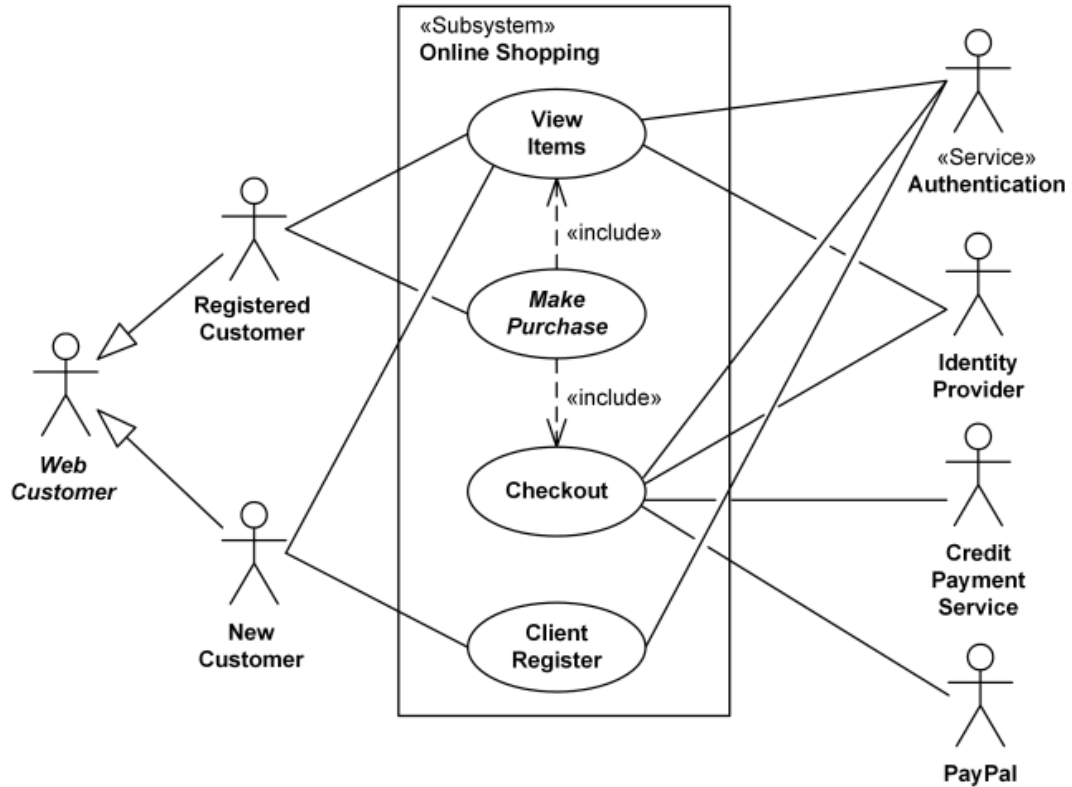 «Subsystem»
Online Shopping
View
Items
«Service»
Authentication
«include»
Registered
Customer
Make
Purchase
Identity
Provider
«include»
Web
Customer
Checkout
Credit
Payment
Service
New
Customer
Client
Register
PayPal